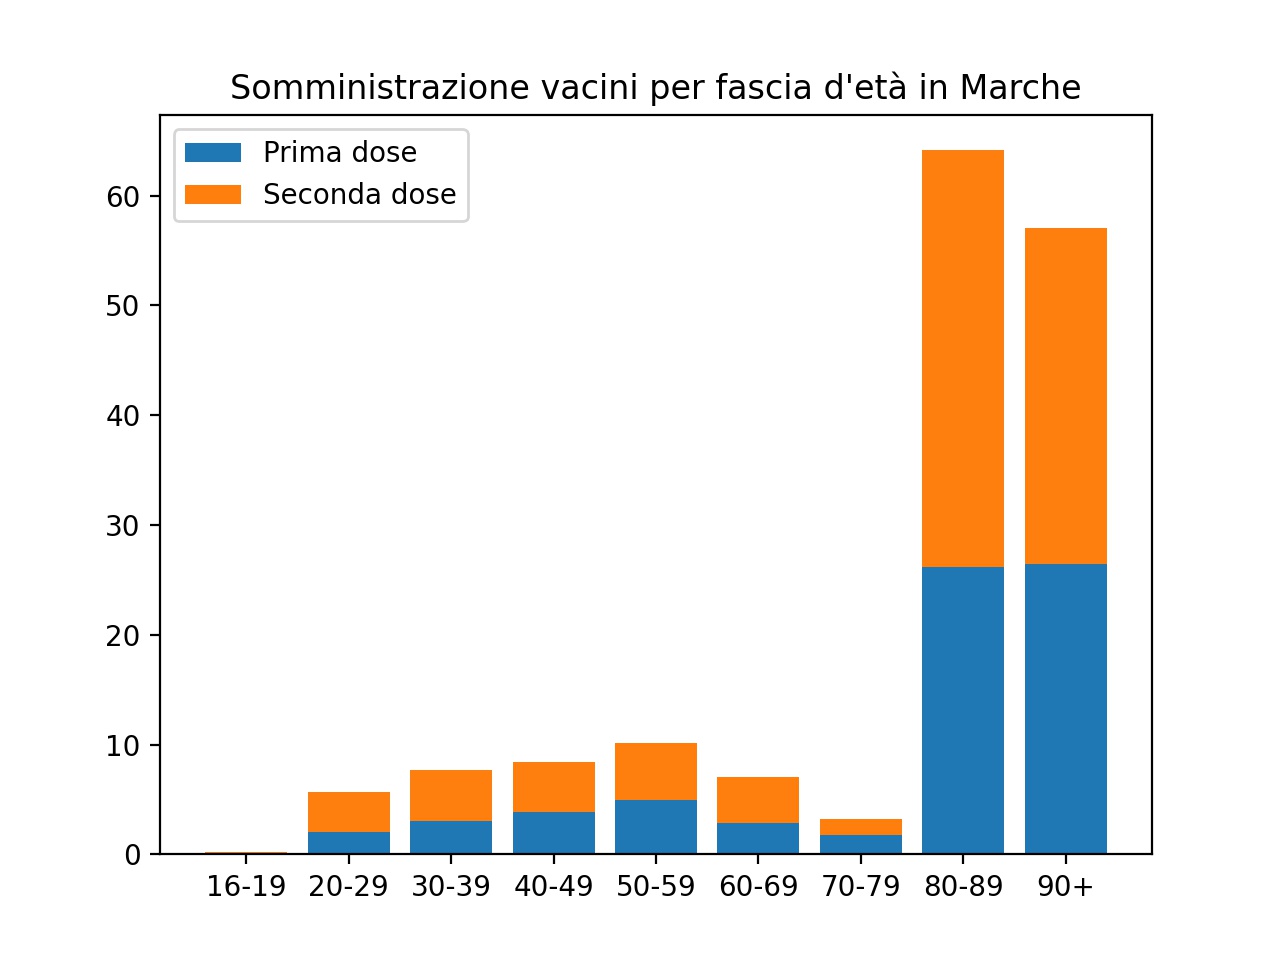 Somministrazione vacini per fascia d'età in Marche
Prima dose
Seconda dose
60
50
40
30
20
10
0
16-19 20-29 30-39 40-49 50-59 60-69 70-79 80-89 90+